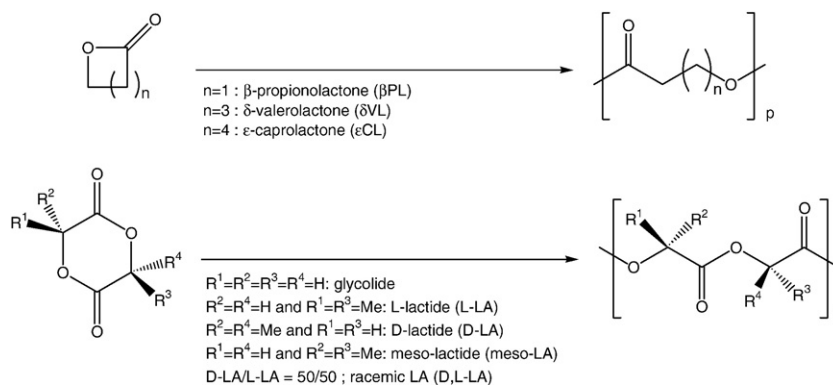 O
O
( )n
n=1 : β-propionolactone (βPL)
n=3 : δ-valerolactone (δVL)
n=4 : ε-caprolactone (εCL)
O
( )n
O
p
O
R²
R¹
O
O
R⁴
R³
O
R¹=R²=R³=R⁴=H: glycolide
R²=R⁴=H and R¹=R³=Me: L-lactide (L-LA)
R²=R⁴=Me and R¹=R³=H: D-lactide (D-LA)
R¹=R⁴=H and R²=R³=Me: meso-lactide (meso-LA)
D-LA/L-LA = 50/50 ; racemic LA (D,L-LA)
R¹
R²
O
O
O
O
R⁴
R³